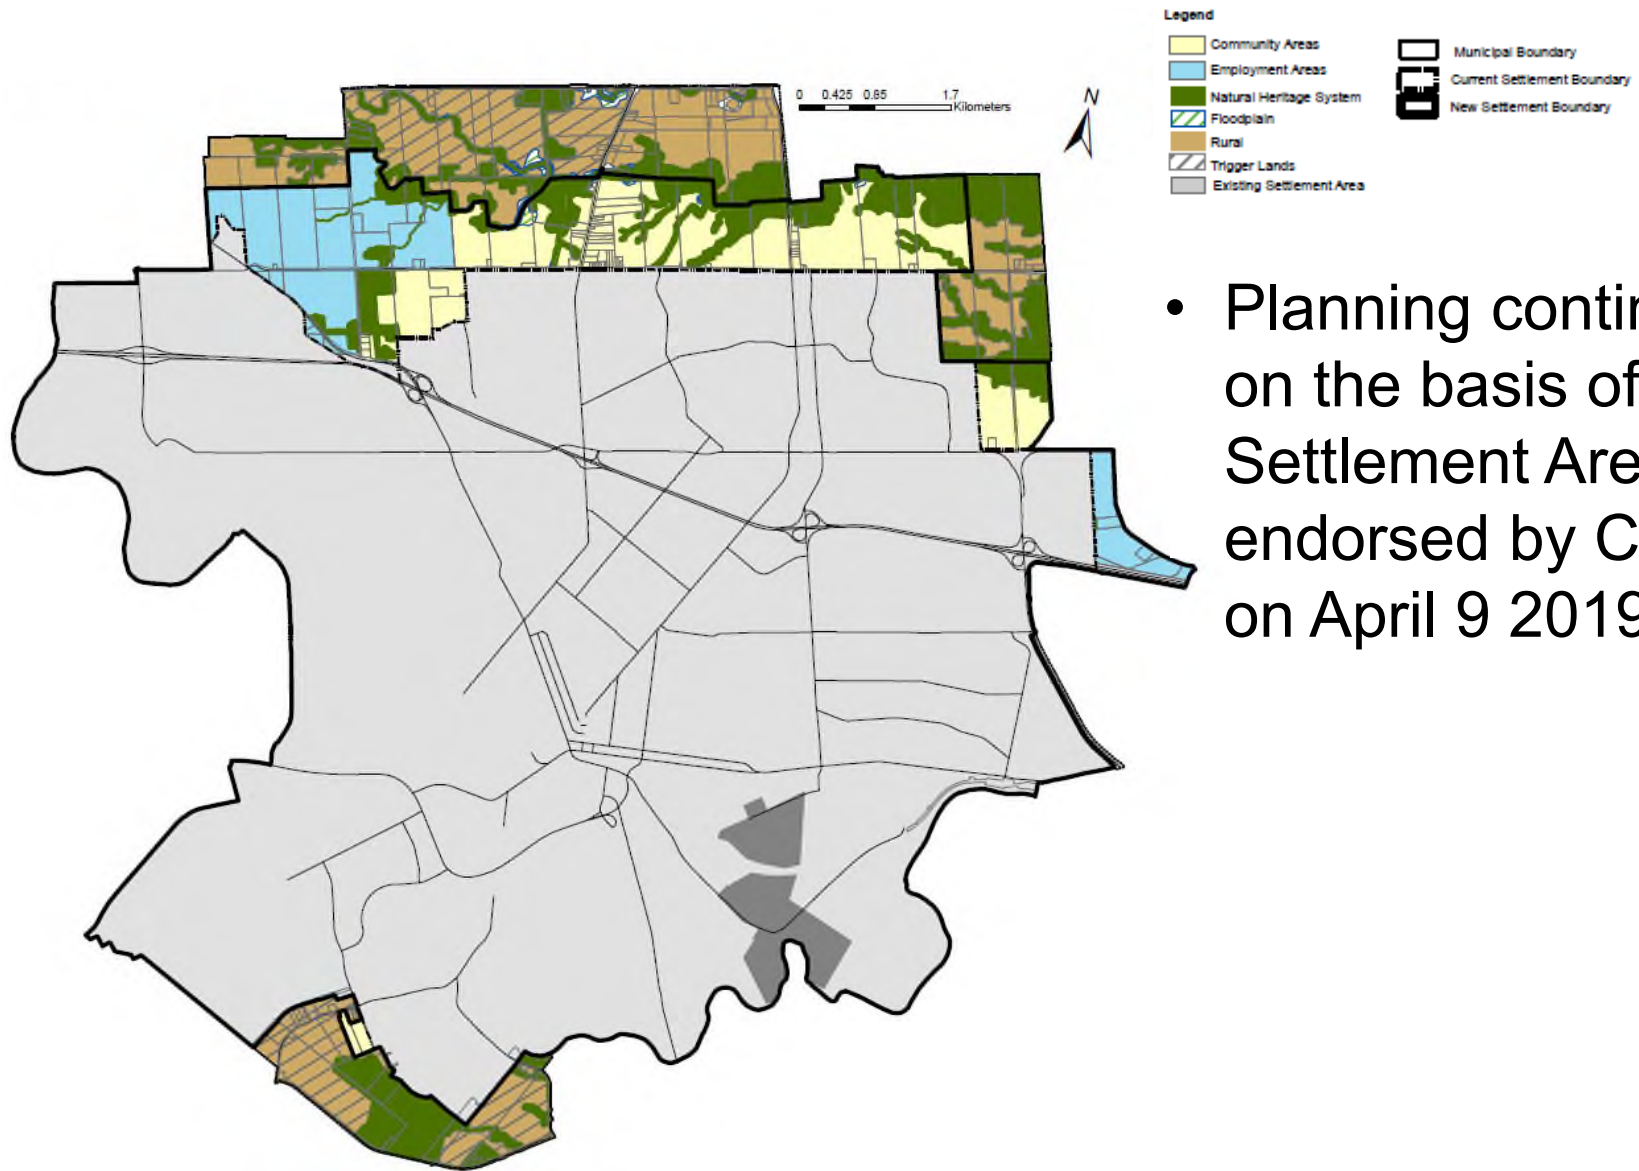 Legend
Community Areas
Employment Areas
Natural Heritage System
Floodplain
Rural
Trigger Lands
Existing Settlement Area
Municipal Boundary
Current Settlement Boundary
New Settlement Boundary
0 0.425 0.85 1.7
Kilometers
N
• Planning contin
on the basis of
Settlement Are
endorsed by C
on April 9 2019